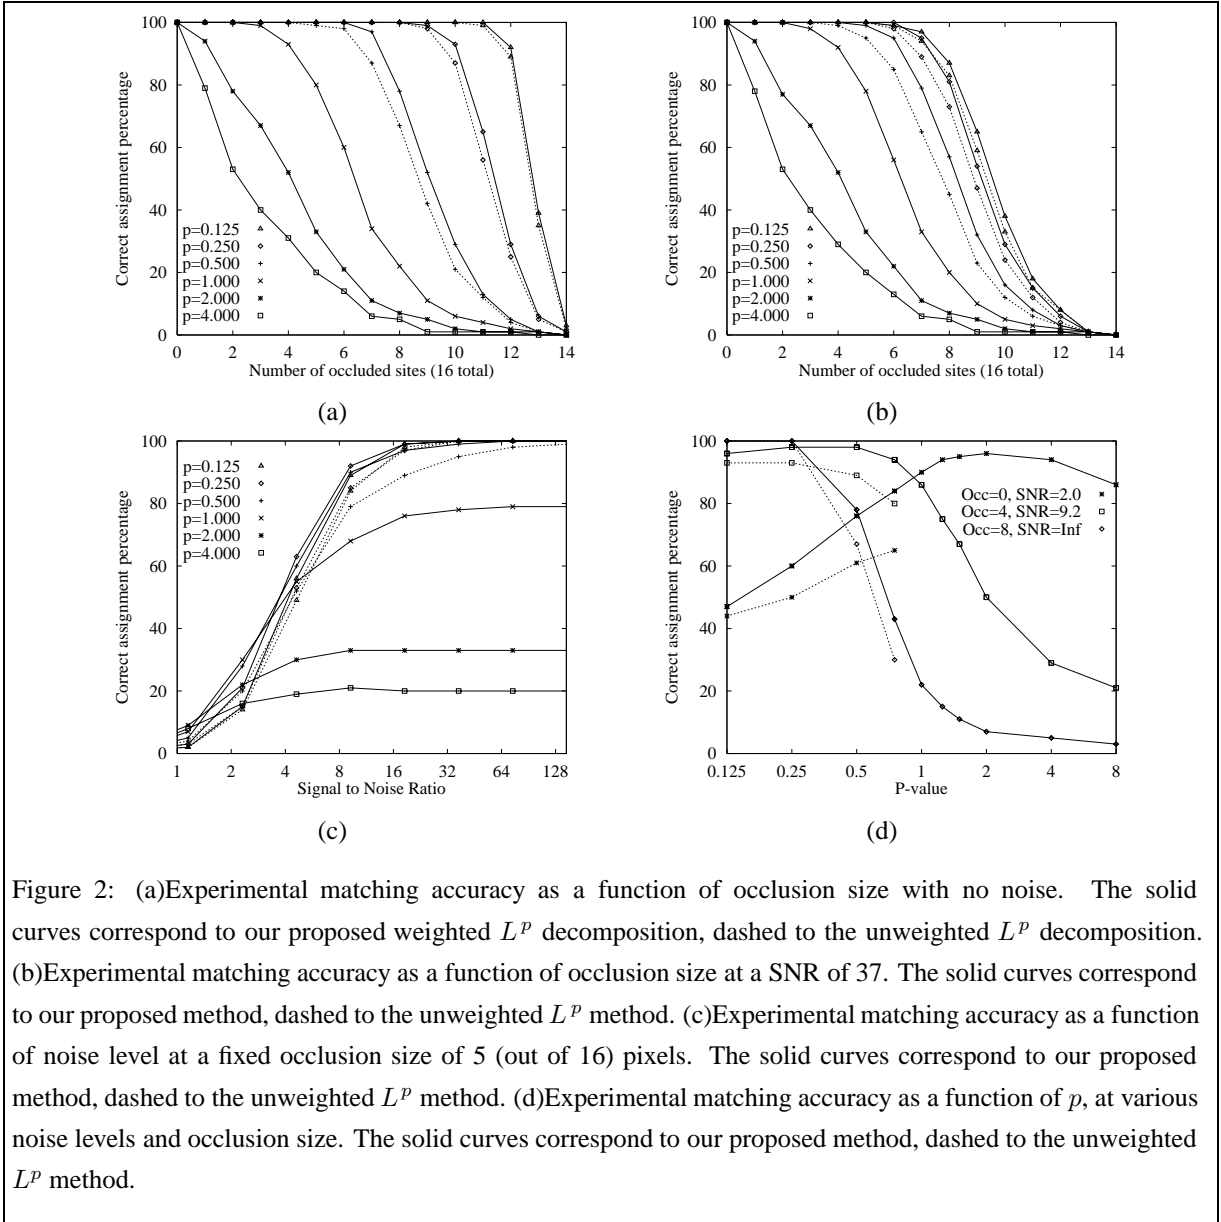 100
80
60
40
20
0
Correct assignment percentage
p=0.125
p=0.250
p=0.500
p=1.000
p=2.000
p=4.000
0 2 4 6 8 10 12 14
Number of occluded sites (16 total)
(a)
100
80
60
40
20
0
Correct assignment percentage
p=0.125
p=0.250
p=0.500
p=1.000
p=2.000
p=4.000
0 2 4 6 8 10 12 14
Number of occluded sites (16 total)
(b)
100
80
60
40
20
0
Correct assignment percentage
p=0.125
p=0.250
p=0.500
p=1.000
p=2.000
p=4.000
1 2 4 8 16 32 64 128
Signal to Noise Ratio
(c)
100
80
60
40
20
0
Correct assignment percentage
Occ=0, SNR=2.0
Occ=4, SNR=9.2
Occ=8, SNR=Inf
0.125 0.25 0.5 1 2 4 8
P-value
(d)
Figure 2: (a)Experimental matching accuracy as a function of occlusion size with no noise. The solid
curves correspond to our proposed weighted L^p decomposition, dashed to the unweighted L^p decomposition.
(b)Experimental matching accuracy as a function of occlusion size at a SNR of 37. The solid curves correspond
to our proposed method, dashed to the unweighted L^p method. (c)Experimental matching accuracy as a function
of noise level at a fixed occlusion size of 5 (out of 16) pixels. The solid curves correspond to our proposed
method, dashed to the unweighted L^p method. (d)Experimental matching accuracy as a function of p, at various
noise levels and occlusion size. The solid curves correspond to our proposed method, dashed to the unweighted
L^p method.